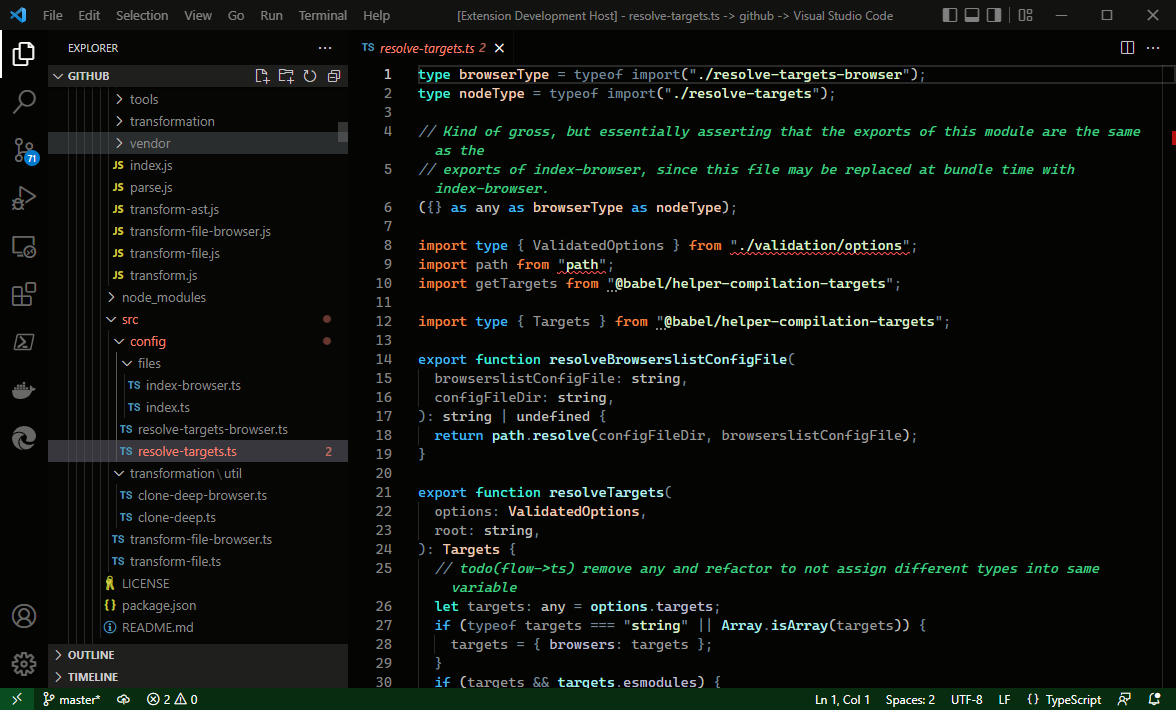 File Edit Selection View Go Run Terminal Help [Extension Development Host] - resolve-targets.ts -> github -> Visual Studio Code
EXPLORER
GITHUB
tools
transformation
vendor
JS index.js
JS parse.js
JS transform-ast.js
JS transform-file-browser.js
JS transform-file.js
JS transform.js
node_modules
src
config
files
TS index-browser.ts
TS index.ts
TS resolve-targets-browser.ts
TS resolve-targets.ts 2
transformation\util
TS clone-deep-browser.ts
TS clone-deep.ts
TS transform-file-browser.ts
TS transform-file.ts
LICENSE
{} package.json
README.md
OUTLINE
TIMELINE
71
TS resolve-targets.ts 2
1 type browserType = typeof import("./resolve-targets-browser");
2 type nodeType = typeof import("./resolve-targets");
3
4 // Kind of gross, but essentially asserting that the exports of this module are the same
as the
5 // exports of index-browser, since this file may be replaced at bundle time with
index-browser.
6 ({} as any as browserType as nodeType);
7
8 import type { ValidatedOptions } from "./validation/options";
9 import path from "path";
10 import getTargets from "@babel/helper-compilation-targets";
11
12 import type { Targets } from "@babel/helper-compilation-targets";
13
14 export function resolveBrowserslistConfigFile(
15 browserslistConfigFile: string,
16 configFileDir: string,
17 ): string | undefined {
18 return path.resolve(configFileDir, browserslistConfigFile);
19 }
20
21 export function resolveTargets(
22 options: ValidatedOptions,
23 root: string,
24 ): Targets {
25 // todo(flow->ts) remove any and refactor to not assign different types into same
variable
26 let targets: any = options.targets;
27 if (typeof targets === "string" || Array.isArray(targets)) {
28 targets = { browsers: targets };
29 }
30 if (targets && targets.esmodules) {
master* 2 0 Ln 1, Col 1 Spaces: 2 UTF-8 LF {} TypeScript